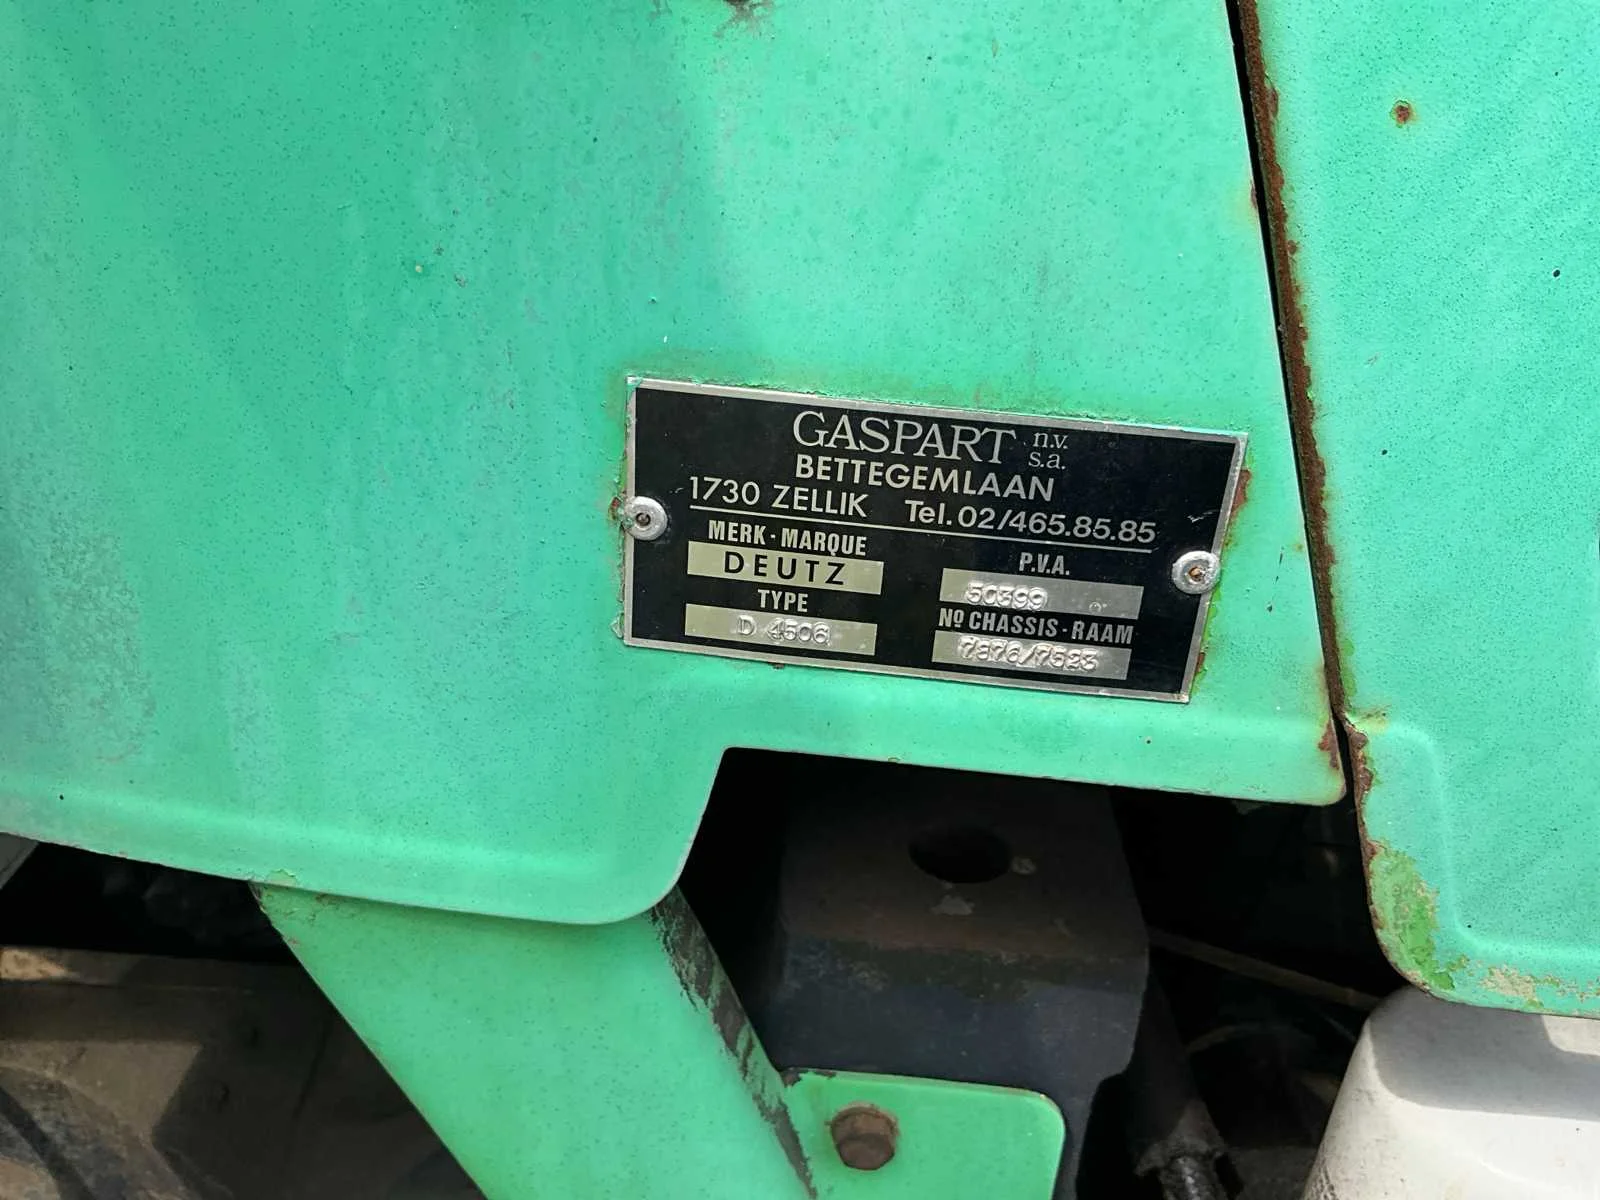 GASPART n.v. s.a.
BETTEGEMLAAN
1730 ZELLIK Tel. 02/465.85.85
MERK · MARQUE
DEUTZ
TYPE
D 4506
P.V.A.
50399
Nº CHASSIS · RAAM
7876/7523